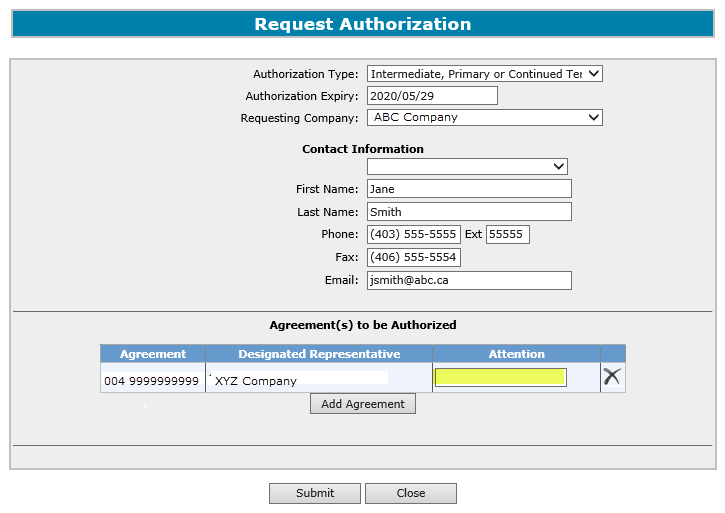 Request Authorization
Authorization Type: Intermediate, Primary or Continued Ter
Authorization Expiry: 2020/05/29
Requesting Company: ABC Company
Contact Information
First Name: Jane
Last Name: Smith
Phone: (403) 555-5555 Ext 55555
Fax: (406) 555-5554
Email: jsmith@abc.ca
Agreement(s) to be Authorized
Agreement Designated Representative Attention
004 9999999999 XYZ Company
Add Agreement
Submit Close